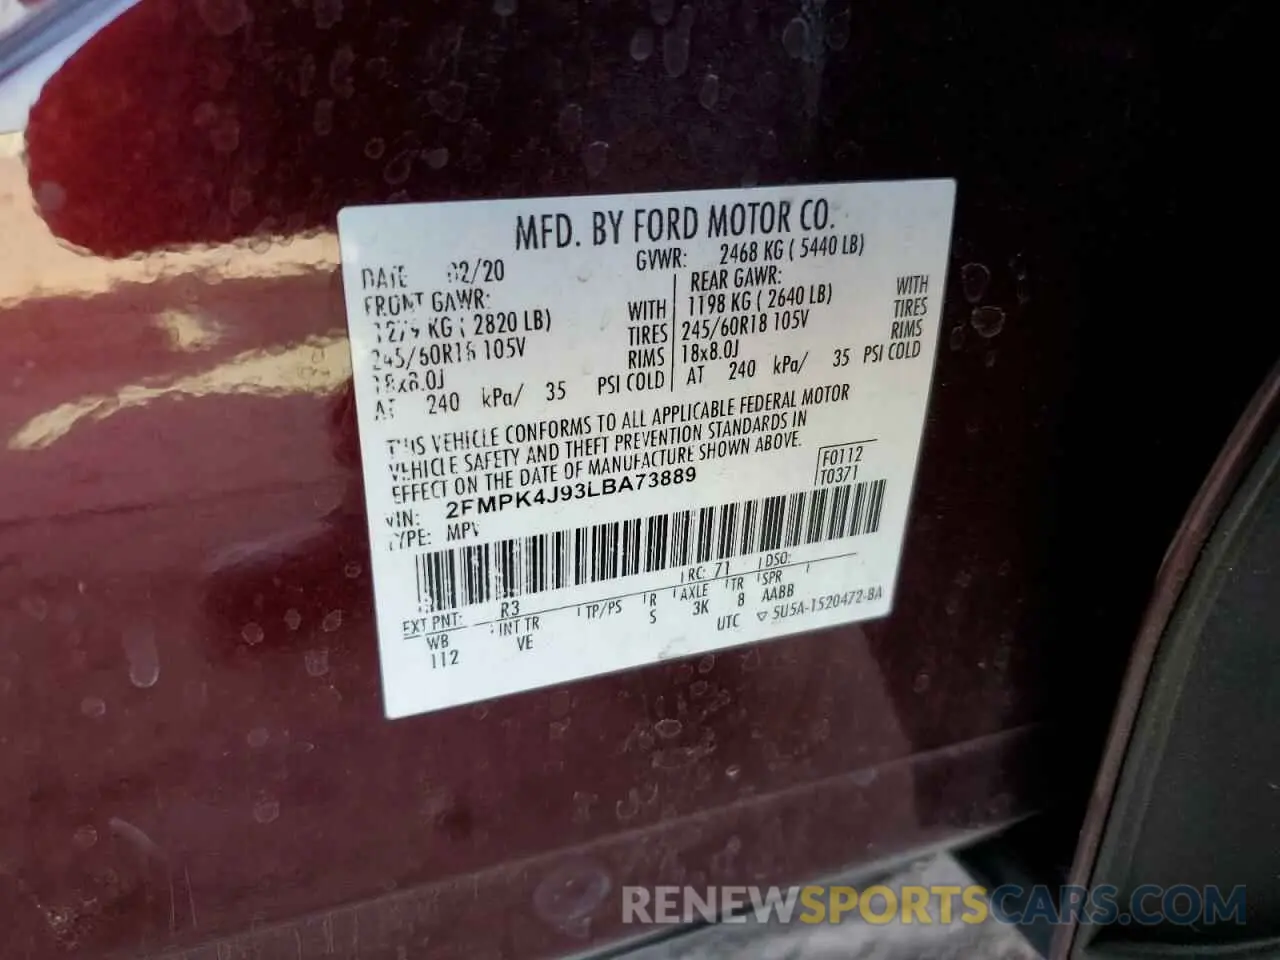 MFD. BY FORD MOTOR CO.
DATE 02/20 GVWR: 2468 KG ( 5440 LB)
FRONT GAWR: REAR GAWR:
1279 KG ( 2820 LB) WITH 1198 KG ( 2640 LB) WITH
245/60R18 105V TIRES 245/60R18 105V TIRES
18x8.0J RIMS 18x8.0J RIMS
AT 240 kPa/ 35 PSI COLD AT 240 kPa/ 35 PSI COLD
THIS VEHICLE CONFORMS TO ALL APPLICABLE FEDERAL MOTOR
VEHICLE SAFETY AND THEFT PREVENTION STANDARDS IN
EFFECT ON THE DATE OF MANUFACTURE SHOWN ABOVE.
VIN: 2FMPK4J93LBA73889
F0112
T0371
TYPE: MPV
EXT PNT: R3 RC: 71 DSO:
WB INT TR TP/PS R AXLE TR SPR
112 VE S 3K 8 AABB
UTC ▽ 5U5A-1520472-BA
RENEWSPORTSCARS.COM